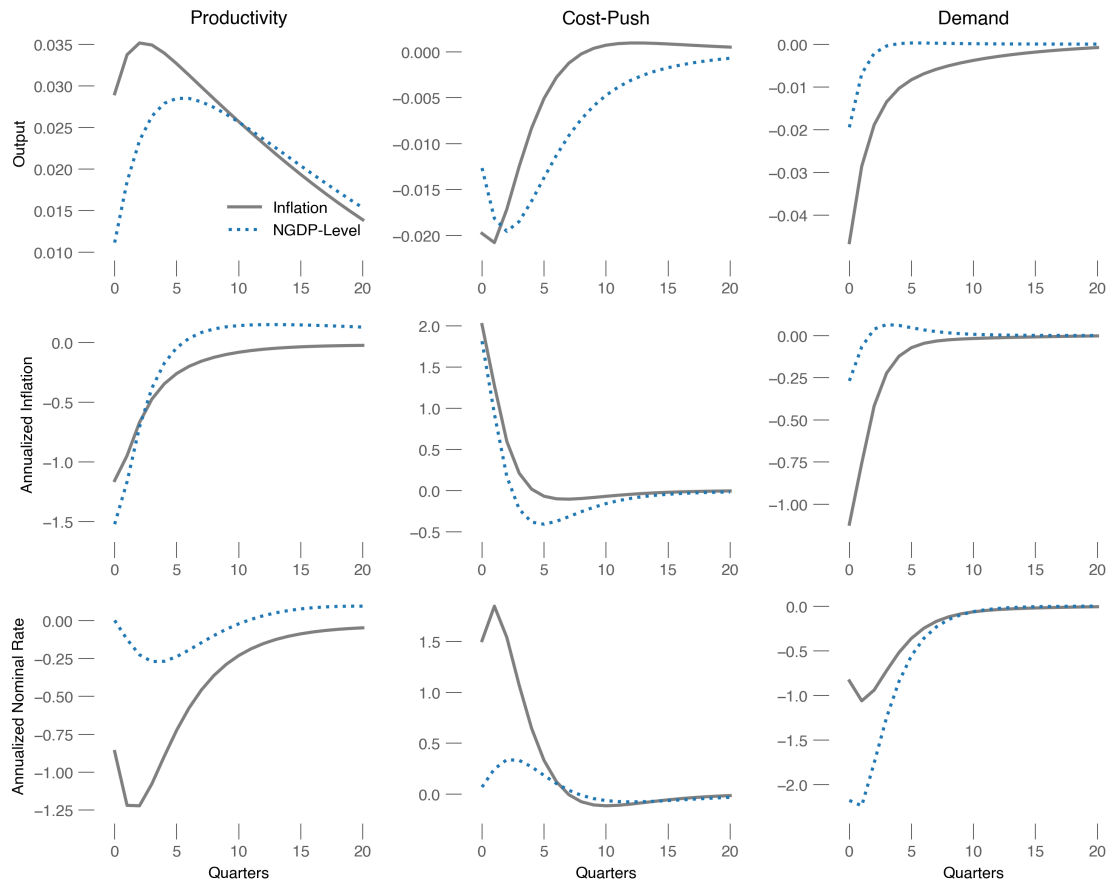 Productivity
Cost-Push
Demand
Output
0.035
0.030
0.025
0.020
0.015
0.010
Inflation
NGDP-Level
0 5 10 15 20
0.000
−0.005
−0.010
−0.015
−0.020
0 5 10 15 20
0.00
−0.01
−0.02
−0.03
−0.04
0 5 10 15 20
Annualized Inflation
0.0
−0.5
−1.0
−1.5
0 5 10 15 20
2.0
1.5
1.0
0.5
0.0
−0.5
0 5 10 15 20
0.00
−0.25
−0.50
−0.75
−1.00
0 5 10 15 20
Annualized Nominal Rate
0.00
−0.25
−0.50
−0.75
−1.00
−1.25
0 5 10 15 20
Quarters
1.5
1.0
0.5
0.0
0 5 10 15 20
Quarters
0.0
−0.5
−1.0
−1.5
−2.0
0 5 10 15 20
Quarters